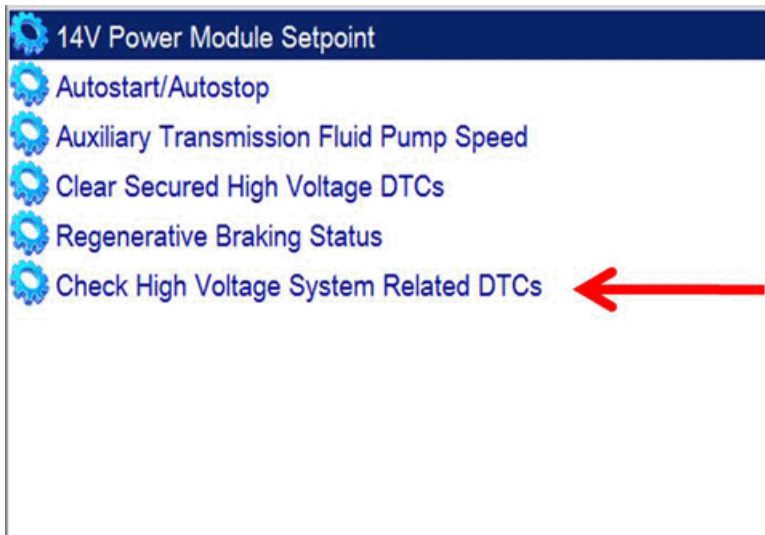 14V Power Module Setpoint
Autostart/Autostop
Auxiliary Transmission Fluid Pump Speed
Clear Secured High Voltage DTCs
Regenerative Braking Status
Check High Voltage System Related DTCs